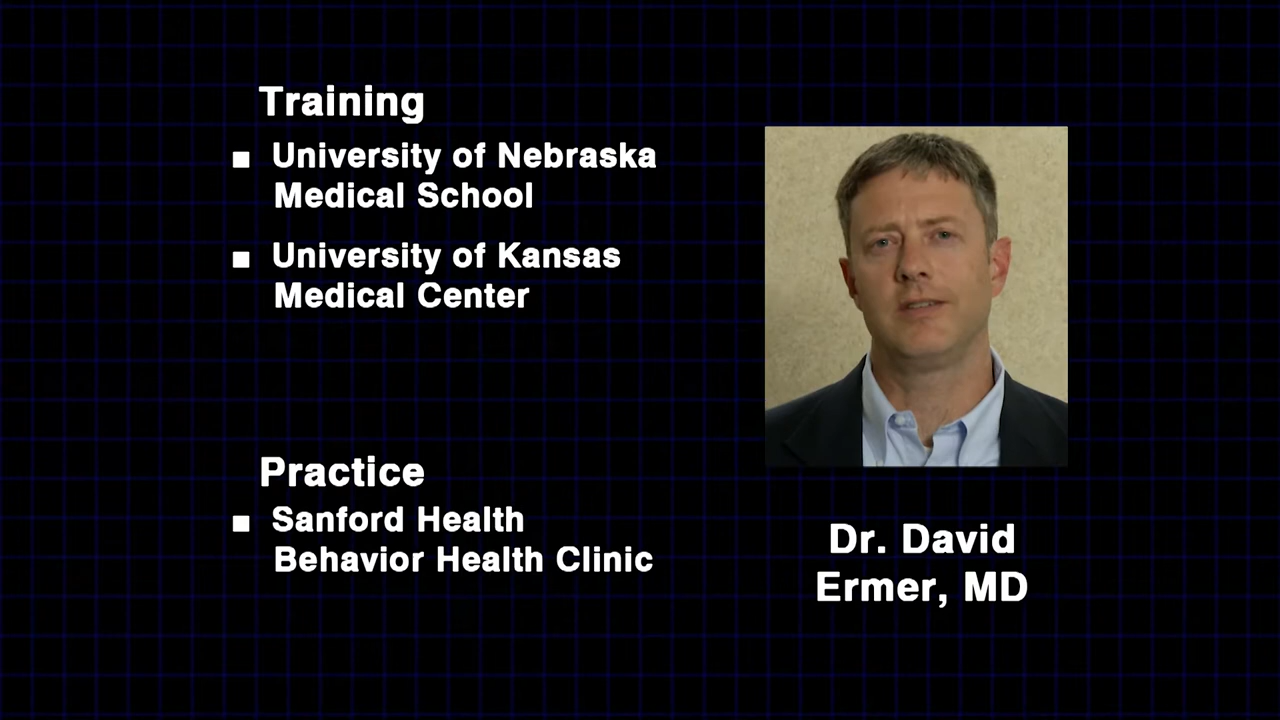 Training
■ University of Nebraska
Medical School
■ University of Kansas
Medical Center
Practice
■ Sanford Health
Behavior Health Clinic
Dr. David
Ermer, MD